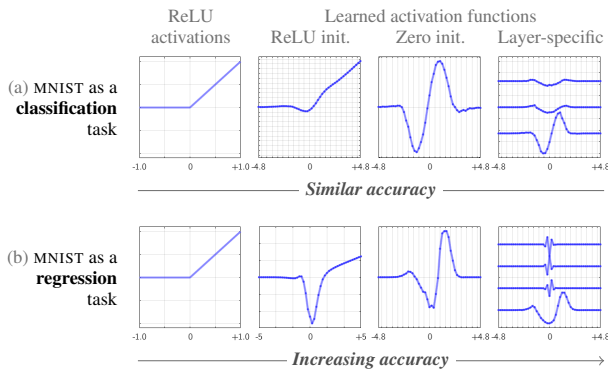 ReLU activations
Learned activation functions
ReLU init. Zero init. Layer-specific
(a) MNIST as a classification task
-1.0 0 +1.0 -4.8 0 +4.8 -4.8 0 +4.8 -4.8 0 +4.8
Similar accuracy
(b) MNIST as a regression task
-1.0 0 +1.0 -5 0 +5 -4.8 0 +4.8 -4.8 0 +4.8
Increasing accuracy